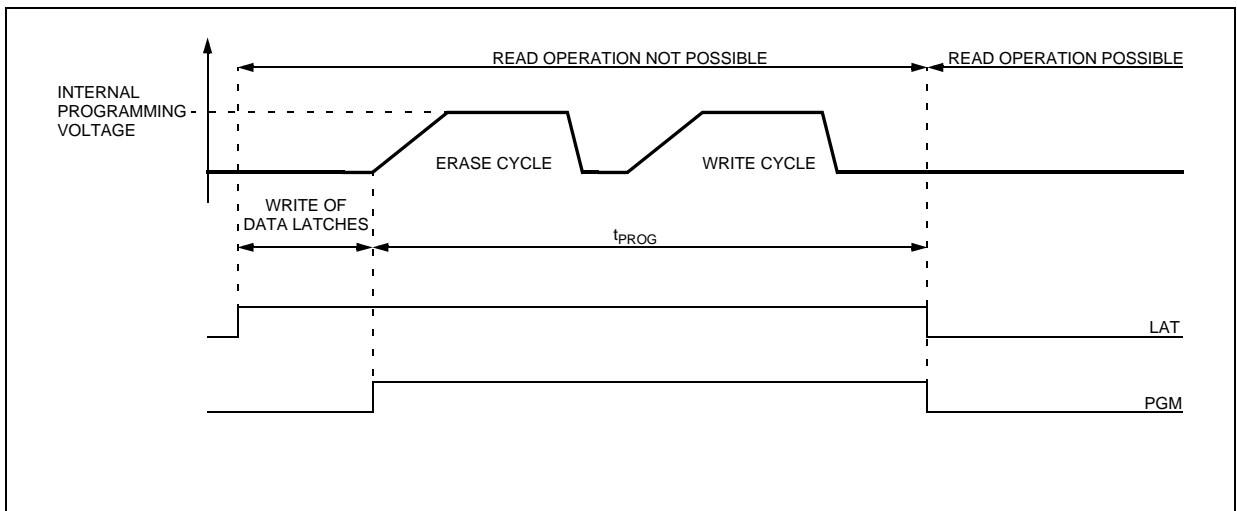 READ OPERATION NOT POSSIBLE
READ OPERATION POSSIBLE
INTERNAL
PROGRAMMING
VOLTAGE
ERASE CYCLE
WRITE CYCLE
WRITE OF
DATA LATCHES
tPROG
LAT
PGM